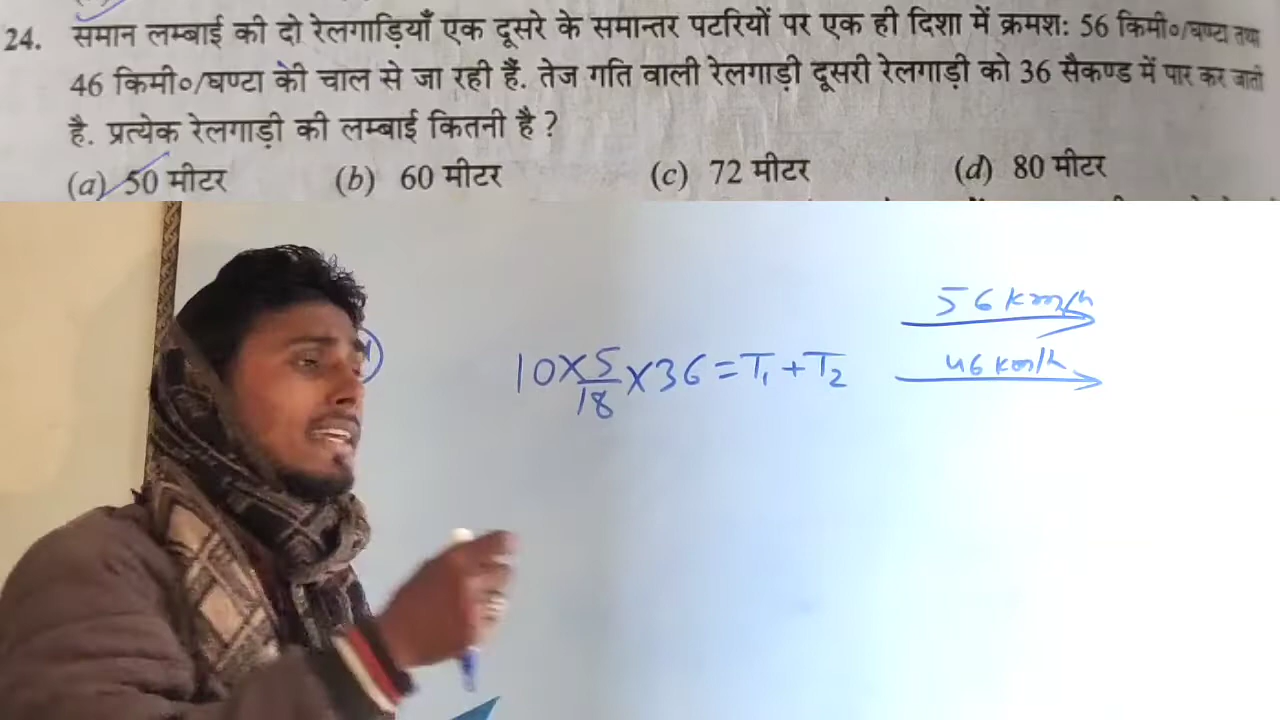 24. समान लम्बाई की दो रेलगाड़ियाँ एक दूसरे के समान्तर पटरियों पर एक ही दिशा में क्रमशः 56 किमी०/घण्टा तथा
46 किमी०/घण्टा की चाल से जा रही हैं. तेज गति वाली रेलगाड़ी दूसरी रेलगाड़ी को 36 सैकण्ड में पार कर जाती
है. प्रत्येक रेलगाड़ी की लम्बाई कितनी है ?
(a) 50 मीटर (b) 60 मीटर (c) 72 मीटर (d) 80 मीटर
56 km/h
46 km/h
10×5/18×36=T₁+T₂